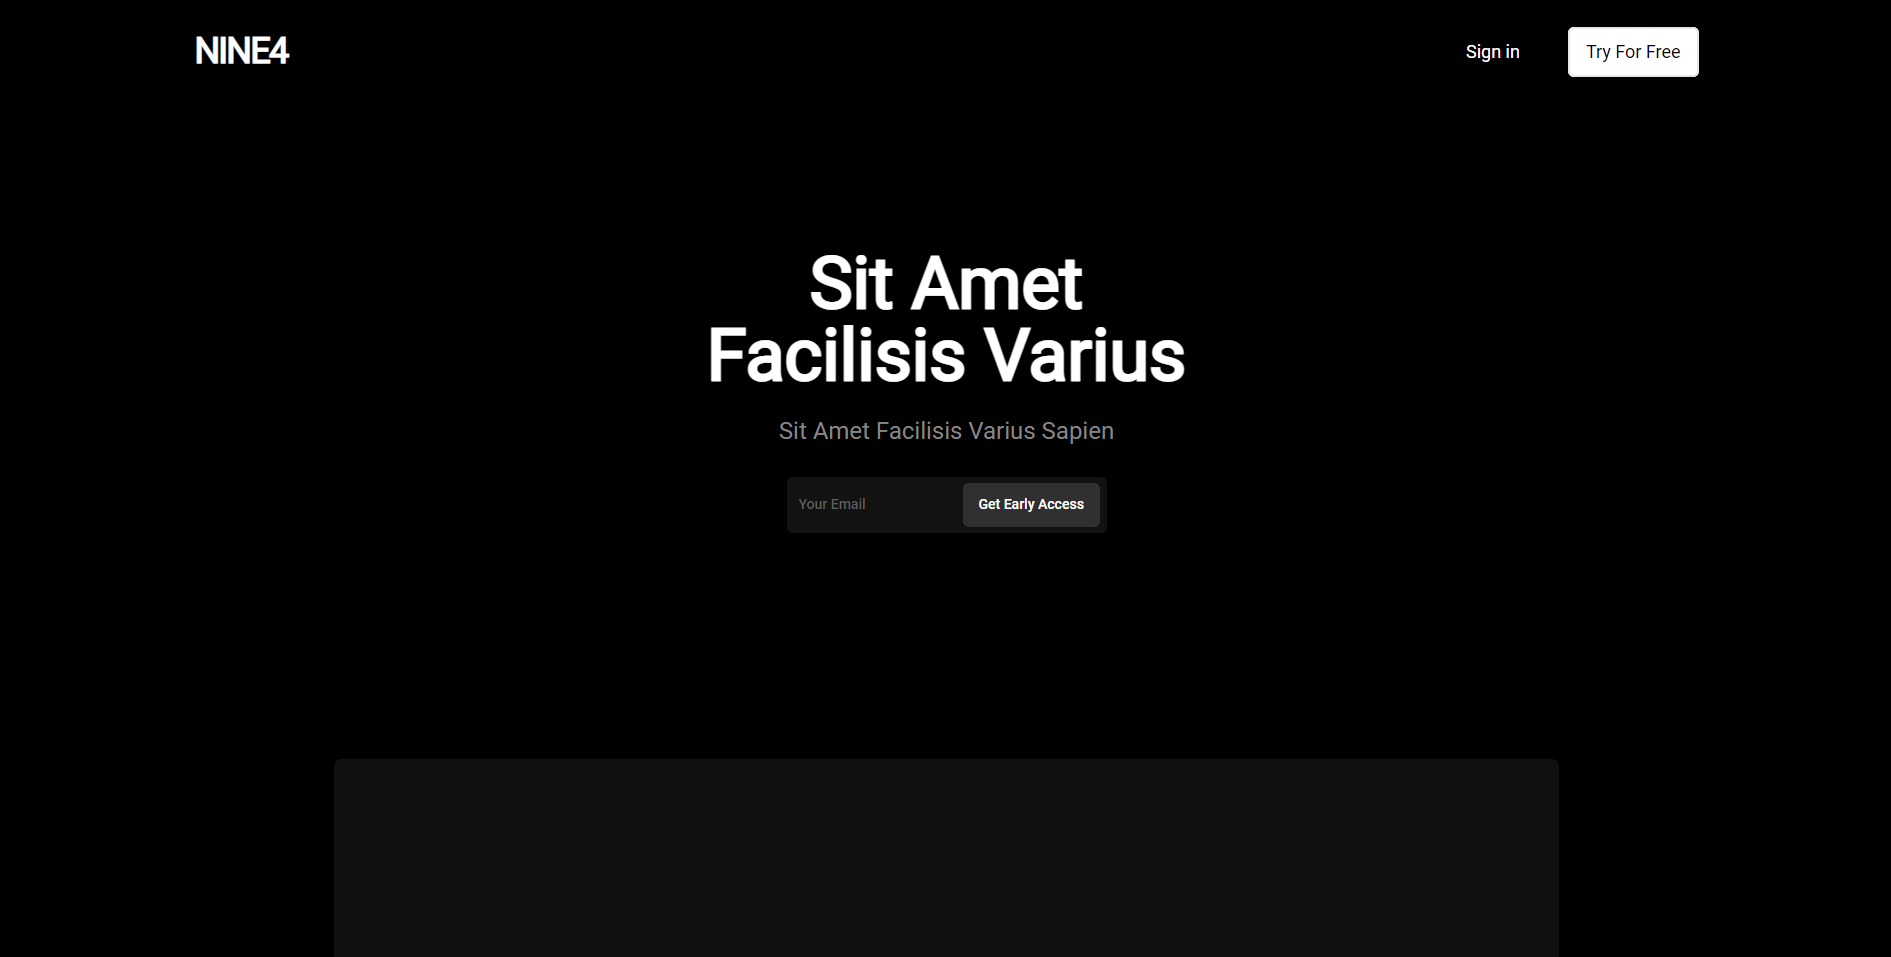 NINE4
Sign in
Try For Free
Sit Amet
Facilisis Varius
Sit Amet Facilisis Varius Sapien
Your Email
Get Early Access